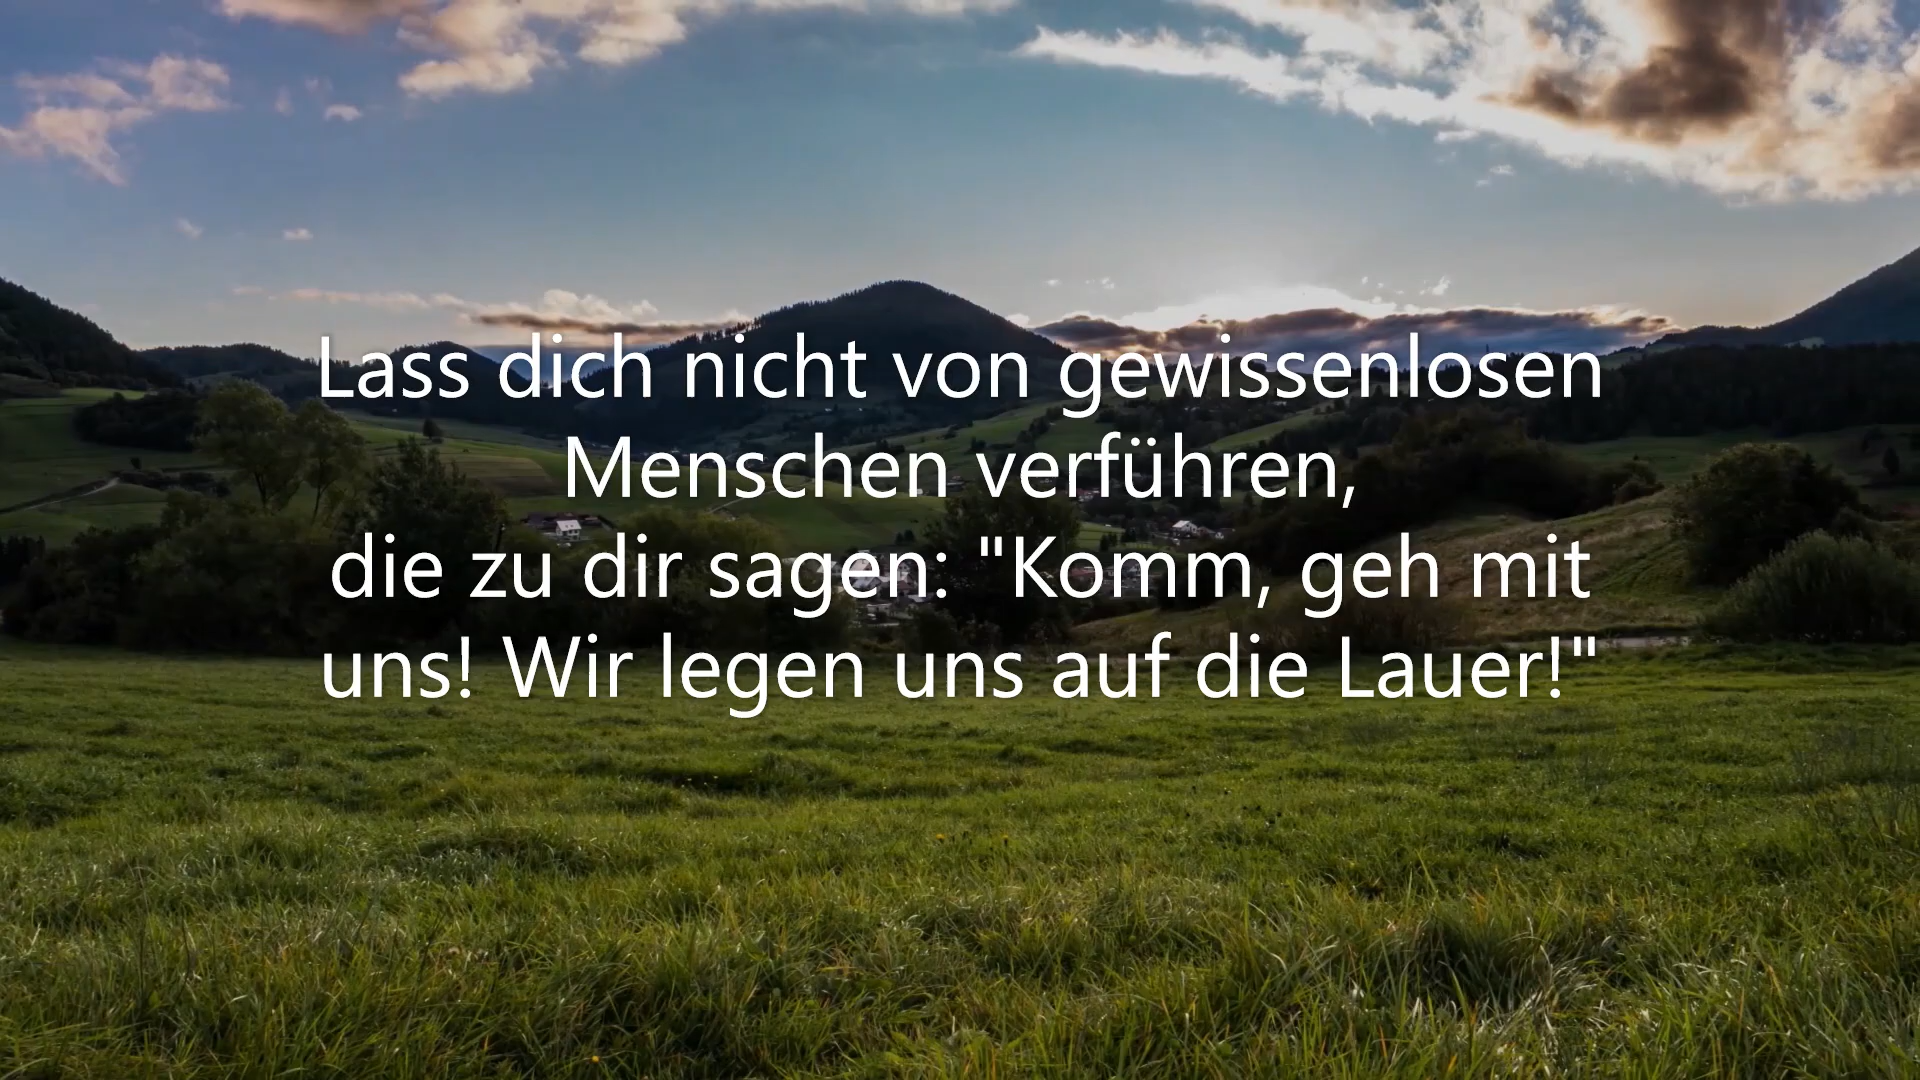 Lass dich nicht von gewissenlosen
Menschen verführen,
die zu dir sagen: "Komm, geh mit
uns! Wir legen uns auf die Lauer!"